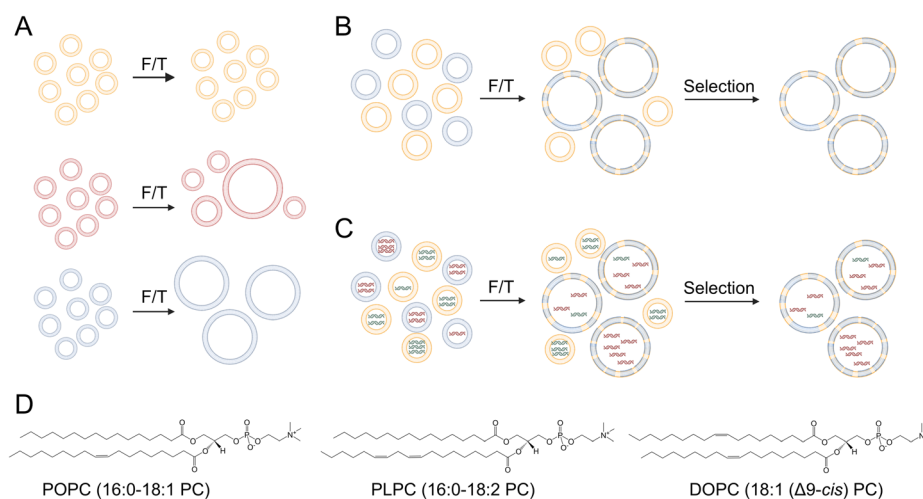 A
F/T
F/T
F/T
B
F/T
Selection
C
F/T
Selection
D
O
O
O
O
H
O
P
O
O-
O
N+
POPC (16:0-18:1 PC)
O
O
O
O
H
O
P
O
O-
O
N+
PLPC (16:0-18:2 PC)
O
O
O
O
H
O
P
O
O-
O
N
DOPC (18:1 (Δ9-cis) PC)